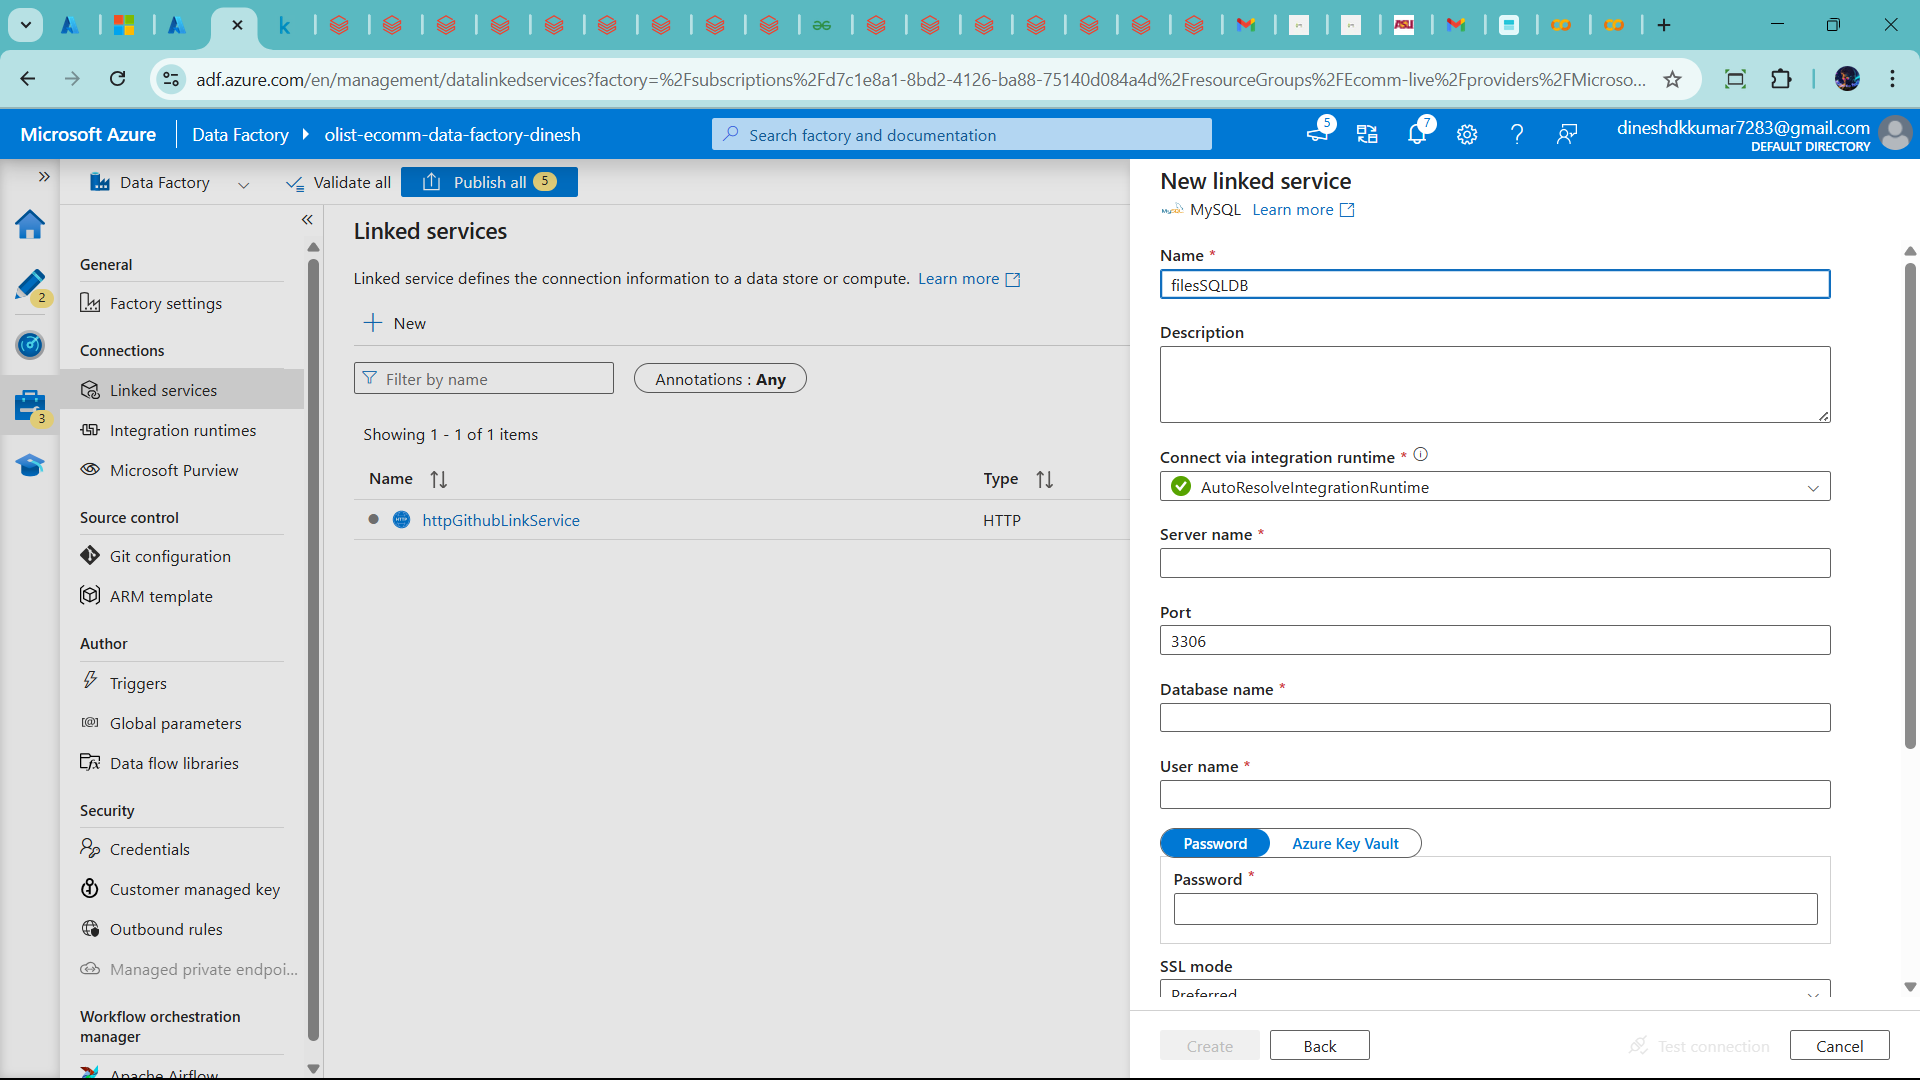 adf.azure.com/en/management/datalinkedservices?factory=%2Fsubscriptions%2Fd7c1e8a1-8bd2-4126-ba88-75140d084a4d%2FresourceGroups%2FEcomm-live%2Fproviders%2FMicroso...
Microsoft Azure
Data Factory
olist-ecomm-data-factory-dinesh
Search factory and documentation
5
7
dineshdkkumar7283@gmail.com
DEFAULT DIRECTORY
Data Factory
Validate all
Publish all 5
2
3
General
Factory settings
Connections
Linked services
Integration runtimes
Microsoft Purview
Source control
Git configuration
ARM template
Author
Triggers
Global parameters
Data flow libraries
Security
Credentials
Customer managed key
Outbound rules
Managed private endpoi...
Workflow orchestration
manager
Apache Airflow
Linked services
Linked service defines the connection information to a data store or compute. Learn more
New
Filter by name
Annotations : Any
Showing 1 - 1 of 1 items
Name Type
httpGithubLinkService HTTP
New linked service
MySQL Learn more
Name *
filesSQLDB
Description
Connect via integration runtime *
AutoResolveIntegrationRuntime
Server name *
Port
3306
Database name *
User name *
Password Azure Key Vault
Password *
SSL mode
Preferred
Create
Back
Test connection
Cancel